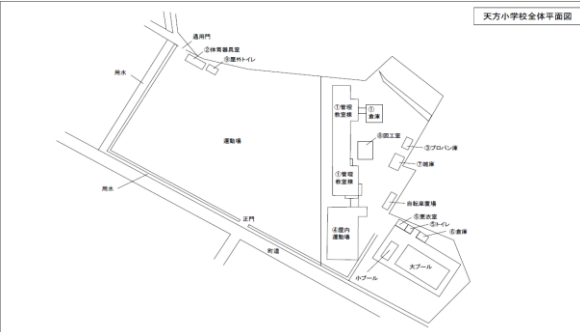 天方小学校全体平面図
通用門
②体育器具室
⑨屋外トイレ
用水
①管理
教室棟
①
倉庫
⑧図工室
運動場
③プロパン庫
⑦倉庫
①管理
教室棟
用水
自転車置場
⑤更衣室
⑤トイレ
⑥倉庫
正門
④屋内
運動場
町道
小プール
大プール